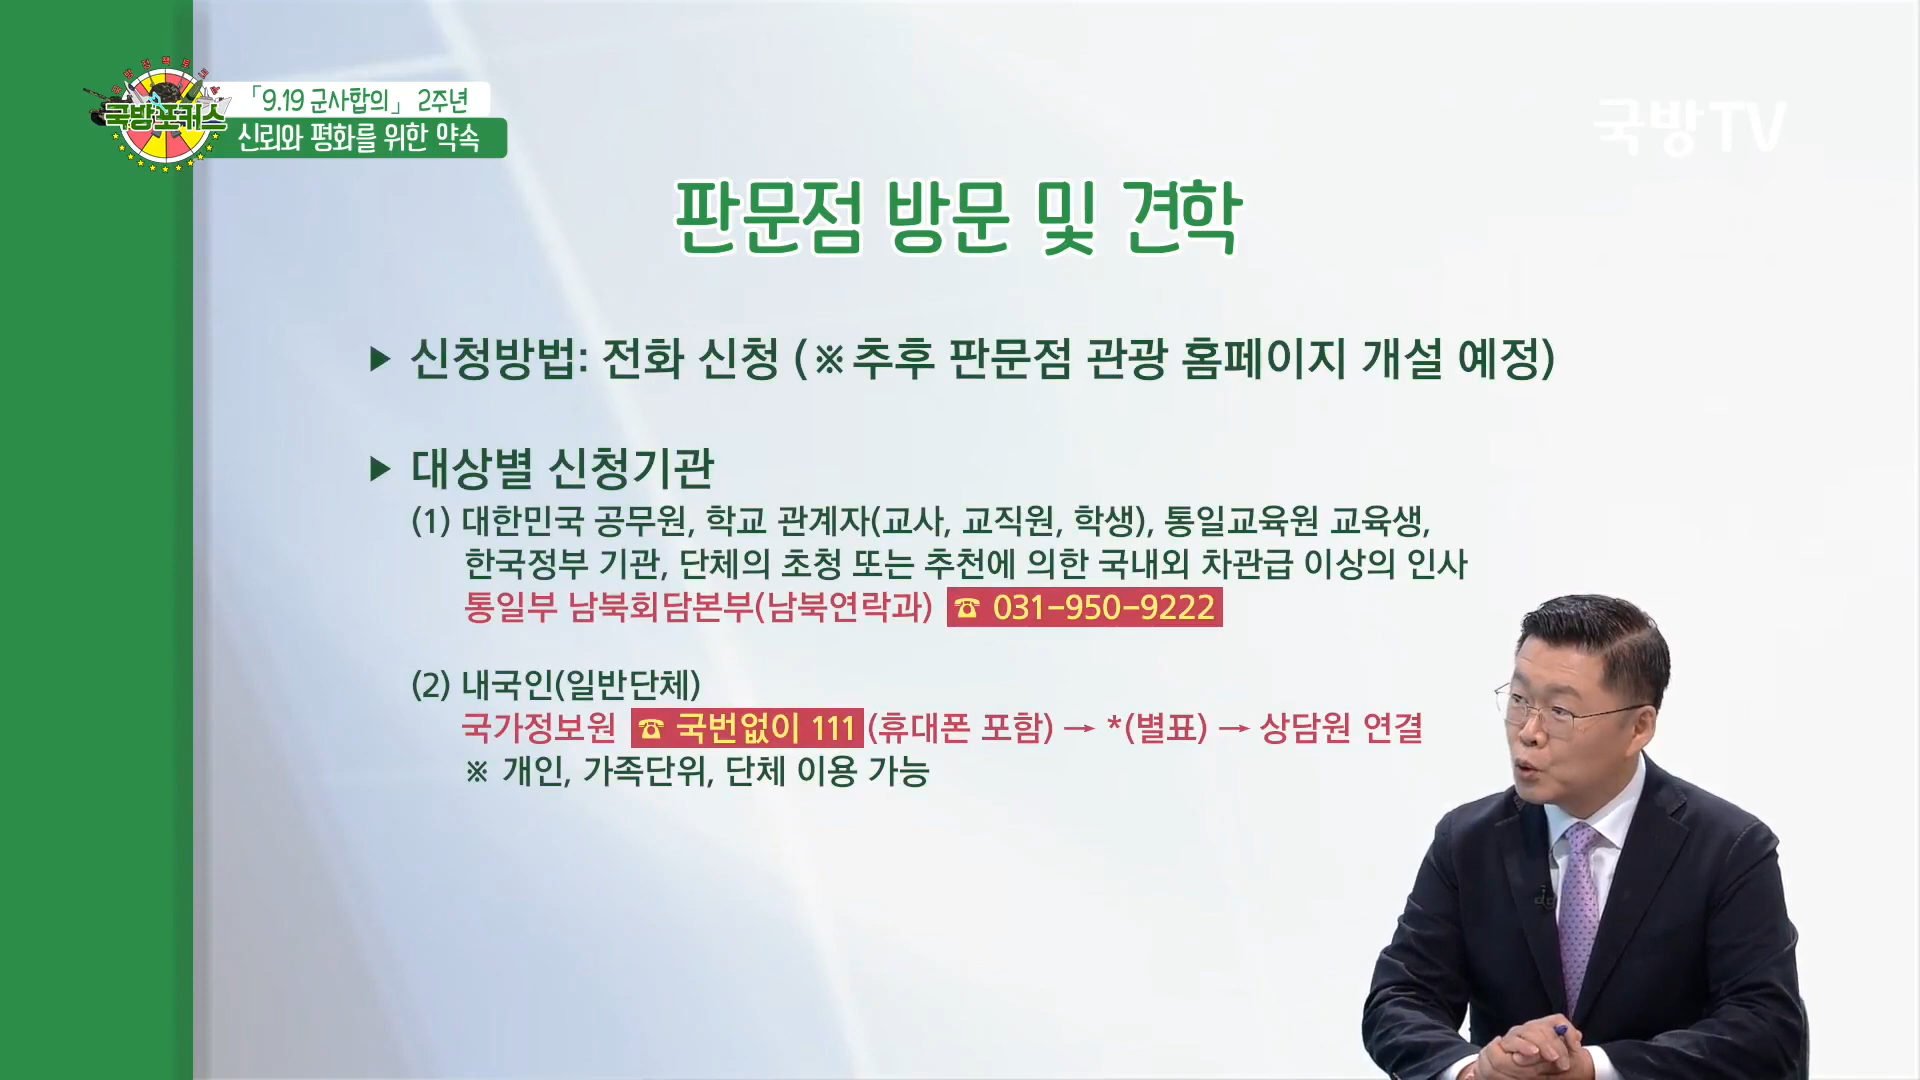 「9.19 군사합의」 2주년
국방포커스
신뢰와 평화를 위한 약속
국방TV
판문점 방문 및 견학
▶ 신청방법: 전화 신청 (※추후 판문점 관광 홈페이지 개설 예정)
▶ 대상별 신청기관
(1) 대한민국 공무원, 학교 관계자(교사, 교직원, 학생), 통일교육원 교육생,
한국정부 기관, 단체의 초청 또는 추천에 의한 국내외 차관급 이상의 인사
통일부 남북회담본부(남북연락과) ☎ 031-950-9222
(2) 내국인(일반단체)
국가정보원 ☎ 국번없이 111 (휴대폰 포함) → *(별표) → 상담원 연결
※ 개인, 가족단위, 단체 이용 가능